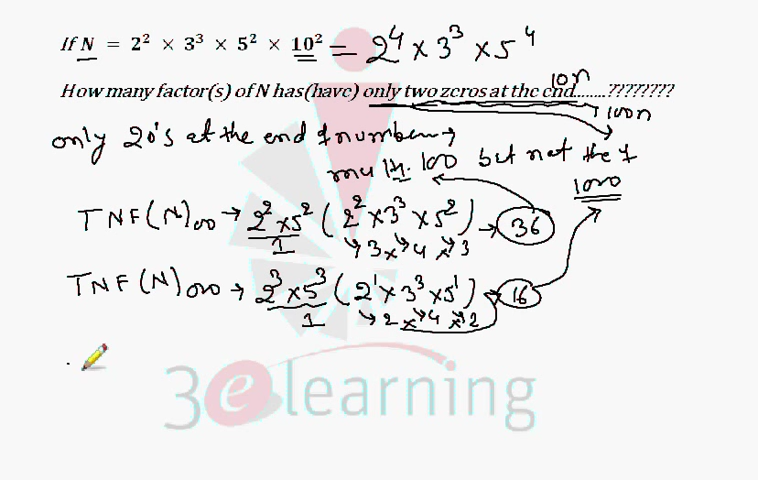 If N = 2² × 3³ × 5² × 10² = 2⁴ × 3³ × 5⁴
10n
How many factor(s) of N has(have) only two zeros at the end.......????????
100n
only 20's at the end of number →
mult. 100 but not the of
1000
TNF(N)₀₀ → 2² × 5² (2² × 3³ × 5²) → 36
1 → 3 × 4 × 3
TNF(N)₀₀₀ → 2³ × 5³ (2¹ × 3³ × 5¹) → 16
1 → 2 × 4 × 2
3elearning